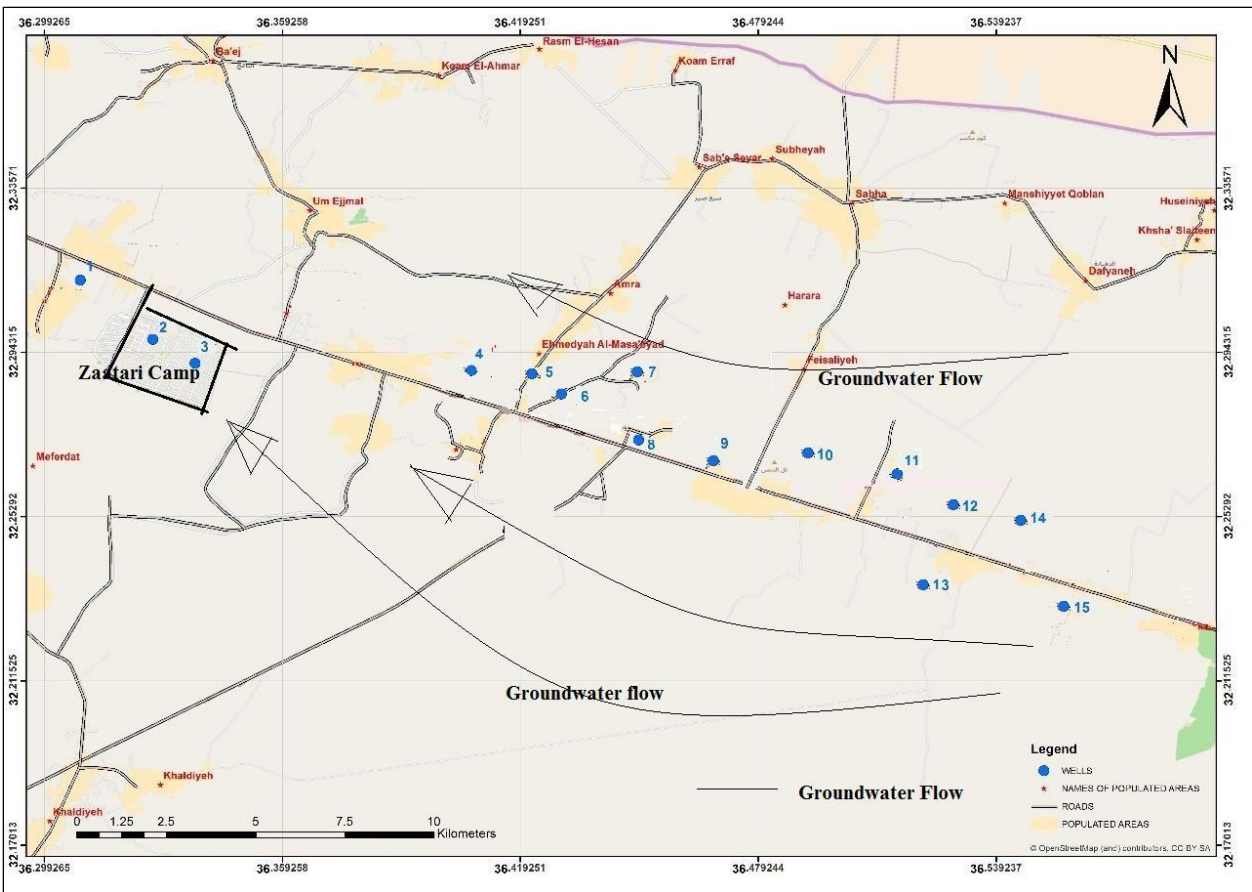 36.299265
36.359258
36.419251
36.479244
36.539237
N
Ba'ej
Koam El-Ahmar
Rasm El-Hesan
Koam Erraf
Sab'e Seyar
Subheyah
Sabha
Manshiyyet Qoblan
Huseiniyeh
Khsha' Slateen
Um Ejjmal
Dafyaneh
الدفيانة
Amra
Harara
Ehmedyah Al-Masa'eyad
Feisaliyeh
32.33571
32.33571
1
2
3
4
5
6
7
8
9
10
11
12
13
14
15
32.294315
32.294315
Zaatari Camp
Groundwater Flow
تل الدبس
Meferdat
32.25292
32.25292
Groundwater flow
32.211525
32.211525
Groundwater Flow
Khaldiyeh
Khaldiyeh
0 1.25 2.5 5 7.5 10
Kilometers
Legend
WELLS
NAMES OF POPULATED AREAS
ROADS
POPULATED AREAS
© OpenStreetMap (and) contributors, CC BY SA
32.17013
32.17013
36.299265
36.359258
36.419251
36.479244
36.539237